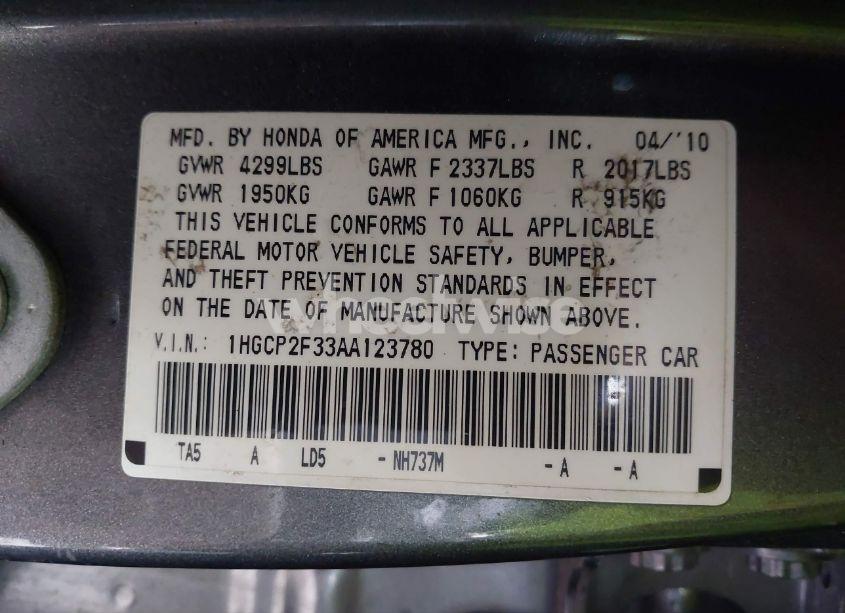 MFD. BY HONDA OF AMERICA MFG., INC. 04/'10
GVWR 4299LBS GAWR F 2337LBS R 2017LBS
GVWR 1950KG GAWR F 1060KG R 915KG
THIS VEHICLE CONFORMS TO ALL APPLICABLE
FEDERAL MOTOR VEHICLE SAFETY, BUMPER,
AND THEFT PREVENTION STANDARDS IN EFFECT
ON THE DATE OF MANUFACTURE SHOWN ABOVE.
wheelwise
V.I.N.: 1HGCP2F33AA123780 TYPE: PASSENGER CAR
TA5 A LD5 - NH737M - A - A